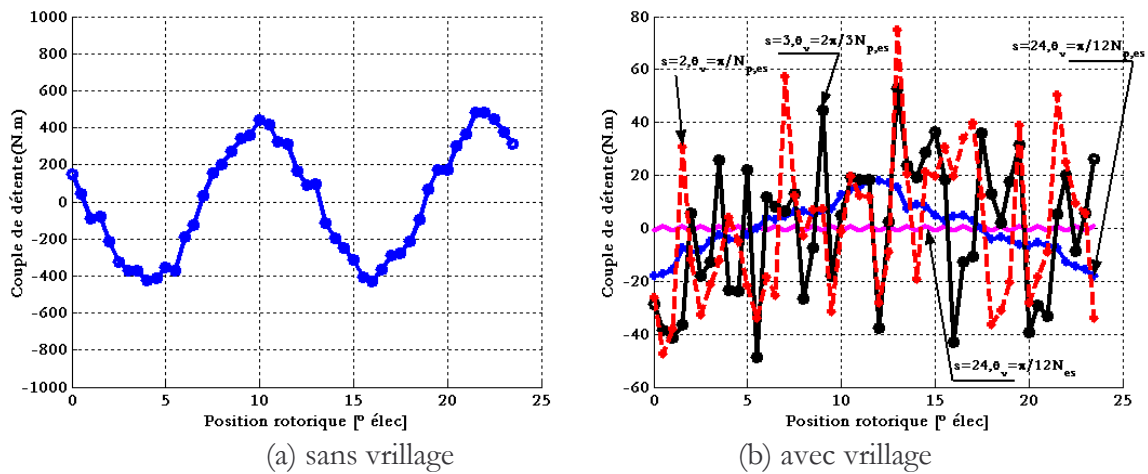 1000
800
600
400
200
0
-200
-400
-600
-800
-1000
Couple de détente(N.m)
0 5 10 15 20 25
Position rotorique [º élec]
(a) sans vrillage
80
60
40
20
0
-20
-40
-60
Couple de détente(N.m)
s=2,θv=π/Np,es
s=3,θv=2π/3Np,es
s=24,θv=π/12Np,es
s=24,θv=π/12Nes
0 5 10 15 20 25
Position rotorique [º élec]
(b) avec vrillage